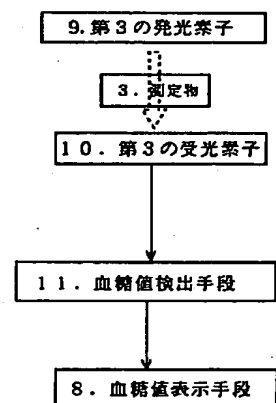 9.第3の発光素子
3.測定物
10.第3の受光素子
11.血糖値検出手段
8.血糖値表示手段